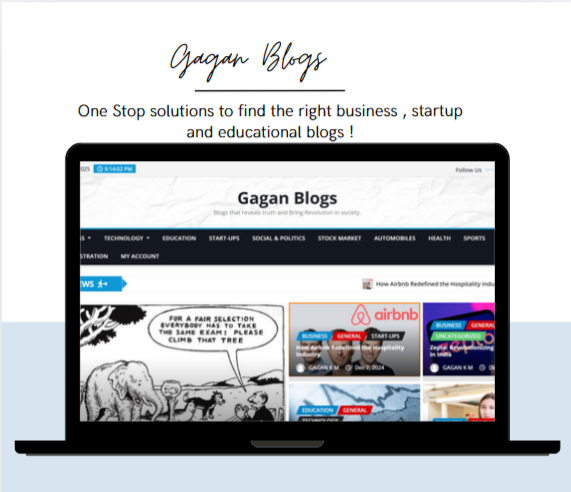 Gagan Blogs
One Stop solutions to find the right business , startup
and educational blogs !
025 9:14:02 PM Follow Us
Gagan Blogs
Blogs that reveals truth and Bring Revolution in society.
S TECHNOLOGY EDUCATION START-UPS SOCIAL & POLITICS STOCK MARKET AUTOMOBILES HEALTH SPORTS
STRATION MY ACCOUNT
EWS How Airbnb Redefined the Hospitality Indu
FOR A FAIR SELECTION
EVERYBODY HAS TO TAKE
THE SAME EXAM: PLEASE
CLIMB THAT TREE
airbnb
BUSINESS GENERAL START-UPS
How Airbnb Redefined the Hospitality
Industry
GAGAN K M Dec 7, 2024
BUSINESS GENERAL
UNCATEGORIZED
in India
GAGAN K M D
EDUCATION GENERAL
TECHNOLOGY